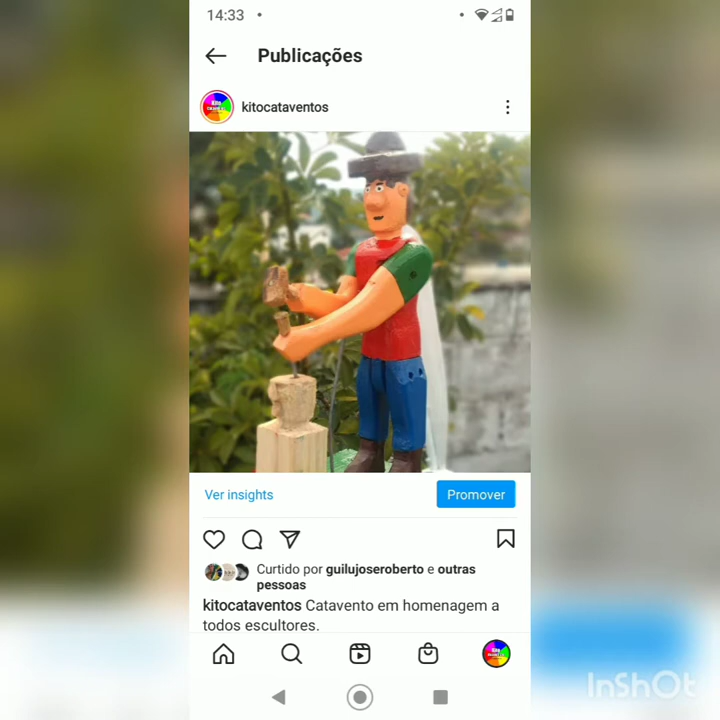 14:33
Publicações
kitocataventos
Ver insights
Promover
Curtido por guilujoseroberto e outras
pessoas
kitocataventos Catavento em homenagem a
todos escultores.
InShOt